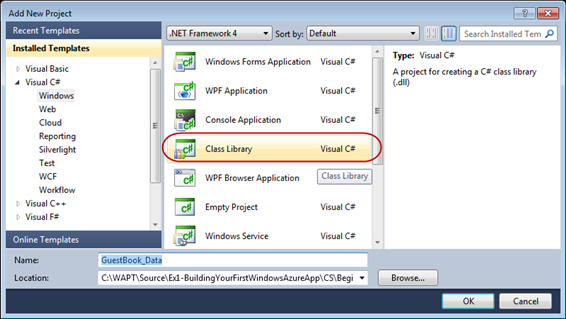 Add New Project
Recent Templates
Installed Templates
Visual Basic
Visual C#
Windows
Web
Cloud
Reporting
Silverlight
Test
WCF
Workflow
Visual C++
Visual F#
Online Templates
.NET Framework 4
Sort by: Default
Search Installed Tem
Windows Forms Application Visual C#
WPF Application Visual C#
Console Application Visual C#
Class Library Visual C#
WPF Browser Application
Class Library
Empty Project Visual C#
Windows Service Visual C#
Type: Visual C#
A project for creating a C# class library
(.dll)
Name: GuestBook_Data
Location: C:\WAPT\Source\Ex1-BuildingYourFirstWindowsAzureApp\CS\Begi
Browse...
OK Cancel